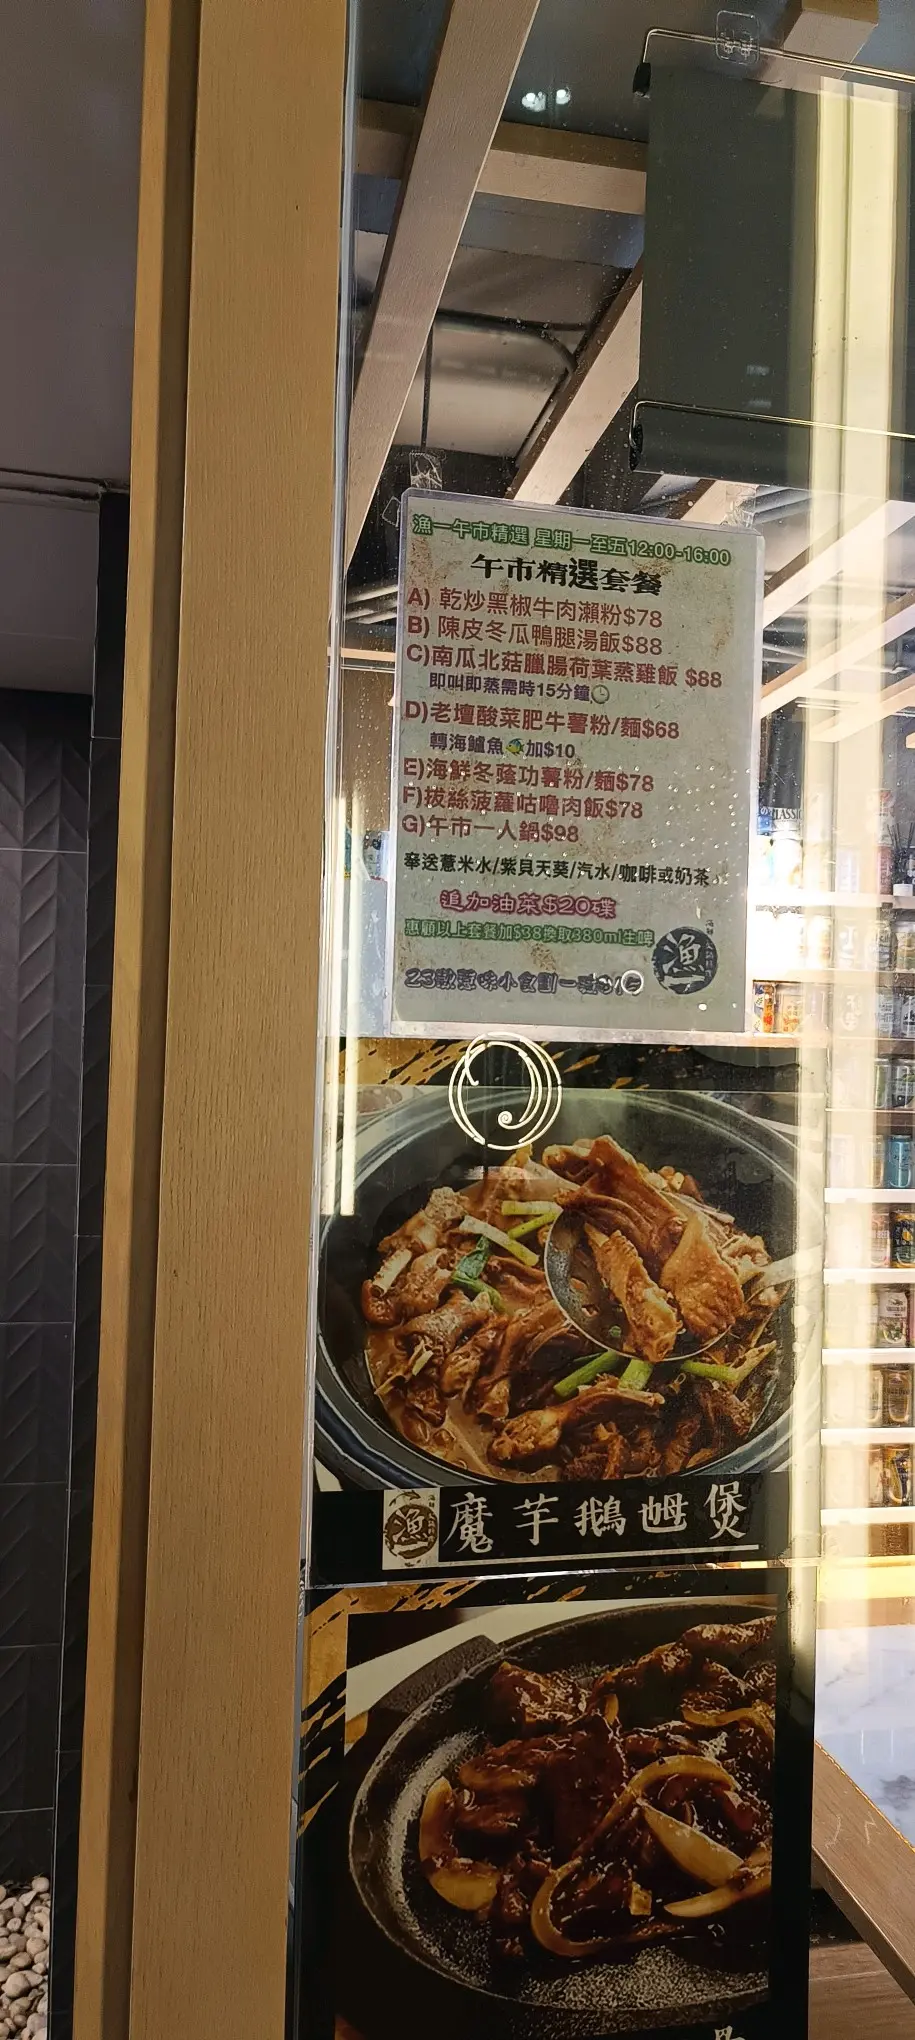 漁一午市精選 星期一至五12:00-16:00
午市精選套餐
A) 乾炒黑椒牛肉瀨粉$78
B) 陳皮冬瓜鴨腿湯飯$88
C)南瓜北菇臘腸荷葉蒸雞飯 $88
即叫即蒸需時15分鐘
D)老壇酸菜肥牛薯粉/麵$68
轉海鱸魚加$10
E)海鮮冬蔭功薯粉/麵$78
F)拔絲菠蘿咕嚕肉飯$78
G)午市一人鍋$98
奉送薏米水/紫貝天葵/汽水/咖啡或奶茶
追加油菜$20碟
惠顧以上套餐加$38換取380ml生啤
漁
漁
魔芋鵝乸煲